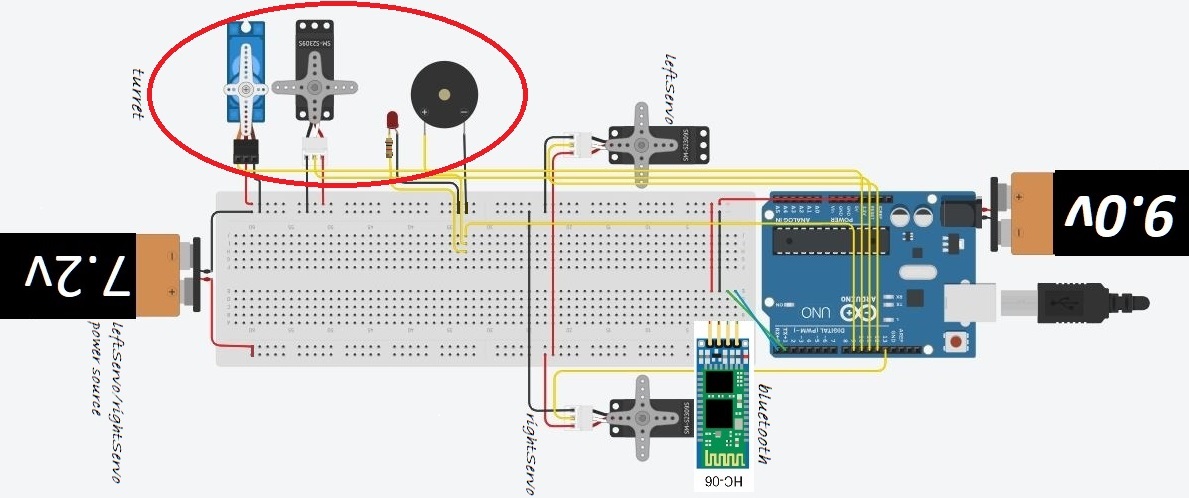 turret
SM-S2309S
leftServo
SM-S2309S
7.2v
9.0v
ANALOG IN
POWER
UNO
ARDUINO
DIGITAL (PWM~)
leftServo/rightServo
power source
rightServo
SM-S2309S
bluetooth
HC-06